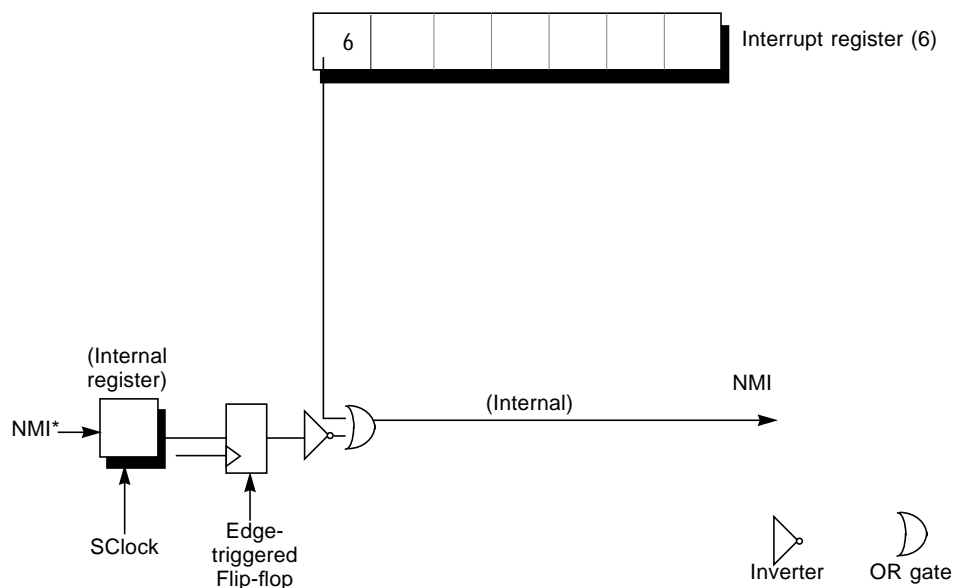 6
Interrupt register (6)
(Internal
register)
NMI*
SClock
Edge-
triggered
Flip-flop
(Internal)
NMI
Inverter
OR gate